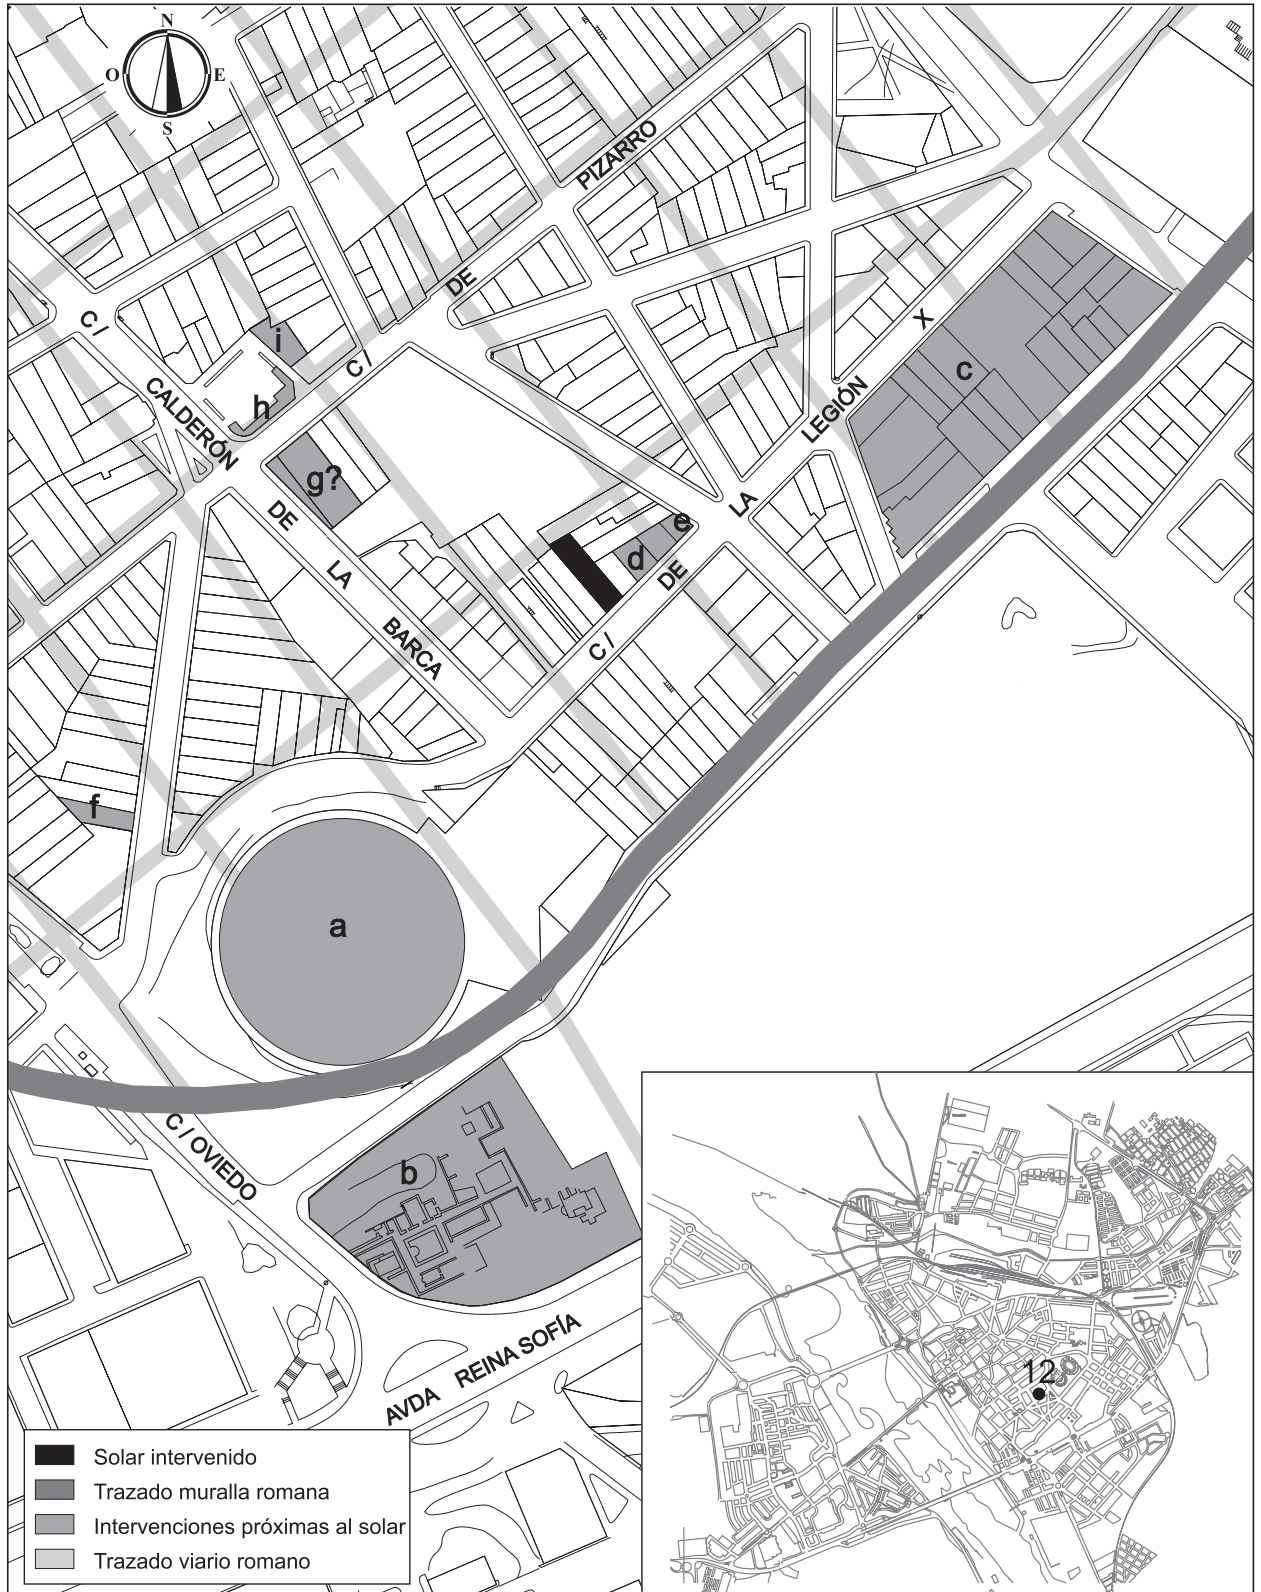 N
O E
S
PIZARRO
DE
C/
C/
CALDERÓN
DE
LA
BARCA
X
LEGIÓN
LA
DE
C/
i
h
g?
c
e
d
f
a
b
C/ OVIEDO
AVDA REINA SOFÍA
12
Solar intervenido
Trazado muralla romana
Intervenciones próximas al solar
Trazado viario romano